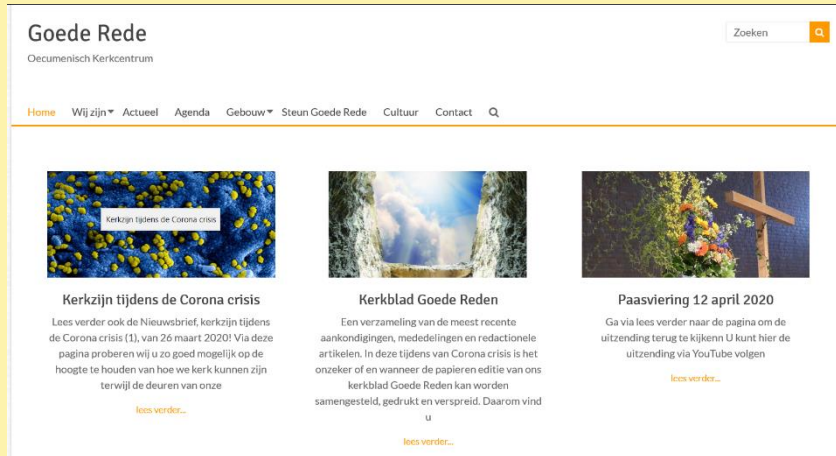 Goede Rede
Oecumenisch Kerkcentrum
Zoeken
Home Wij zijn Actueel Agenda Gebouw Steun Goede Rede Cultuur Contact
Kerkzijn tijdens de Corona crisis
Kerkzijn tijdens de Corona crisis
Lees verder ook de Nieuwsbrief, kerkzijn tijdens
de Corona crisis (1), van 26 maart 2020! Via deze
pagina proberen wij u zo goed mogelijk op de
hoogte te houden van hoe we kerk kunnen zijn
terwijl de deuren van onze
lees verder...
Kerkblad Goede Reden
Een verzameling van de meest recente
aankondigingen, mededelingen en redactionele
artikelen. In deze tijdens van Corona crisis is het
onzeker of en wanneer de papieren editie van ons
kerkblad Goede Reden kan worden
samengesteld, gedrukt en verspreid. Daarom vind
u
lees verder...
Paasviering 12 april 2020
Ga via lees verder naar de pagina om de
uitzending terug te kijkenn U kunt hier de
uitzending via YouTube volgen
lees verder...